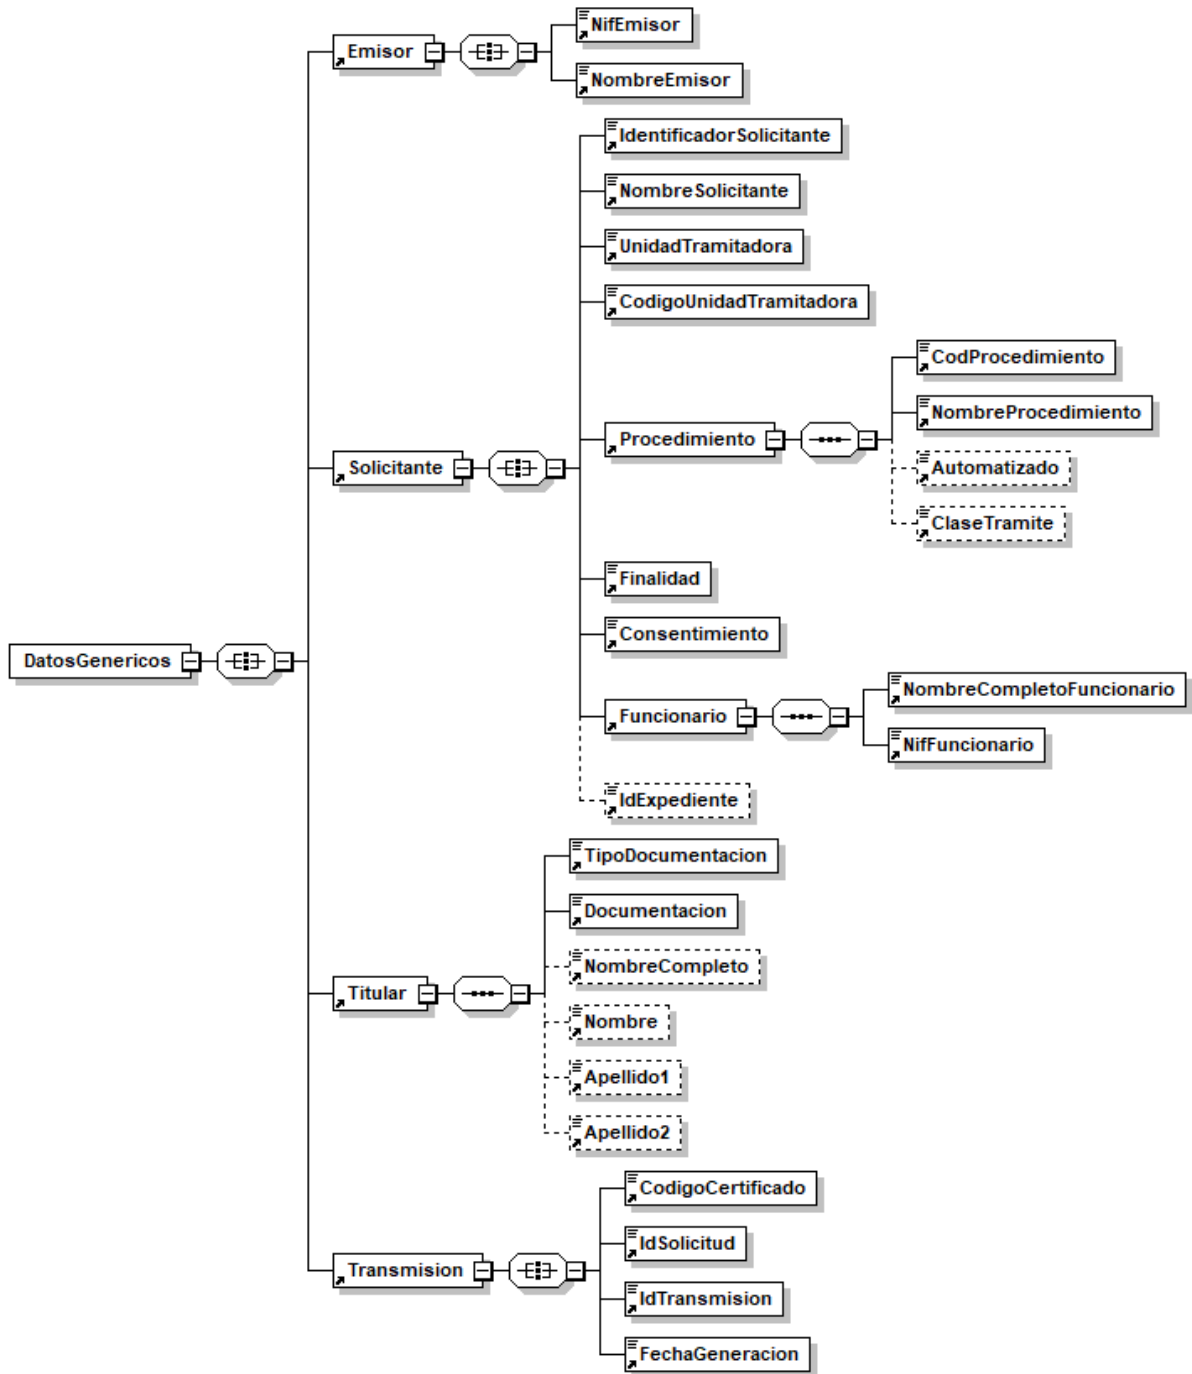 NifEmisor
Emisor
NombreEmisor
IdentificadorSolicitante
NombreSolicitante
UnidadTramitadora
CodigoUnidadTramitadora
CodProcedimiento
NombreProcedimiento
Procedimiento
Solicitante
Automatizado
ClaseTramite
Finalidad
Consentimiento
DatosGenericos
NombreCompletoFuncionario
Funcionario
NifFuncionario
IdExpediente
TipoDocumentacion
Documentacion
NombreCompleto
Titular
Nombre
Apellido1
Apellido2
CodigoCertificado
IdSolicitud
Transmision
IdTransmision
FechaGeneracion